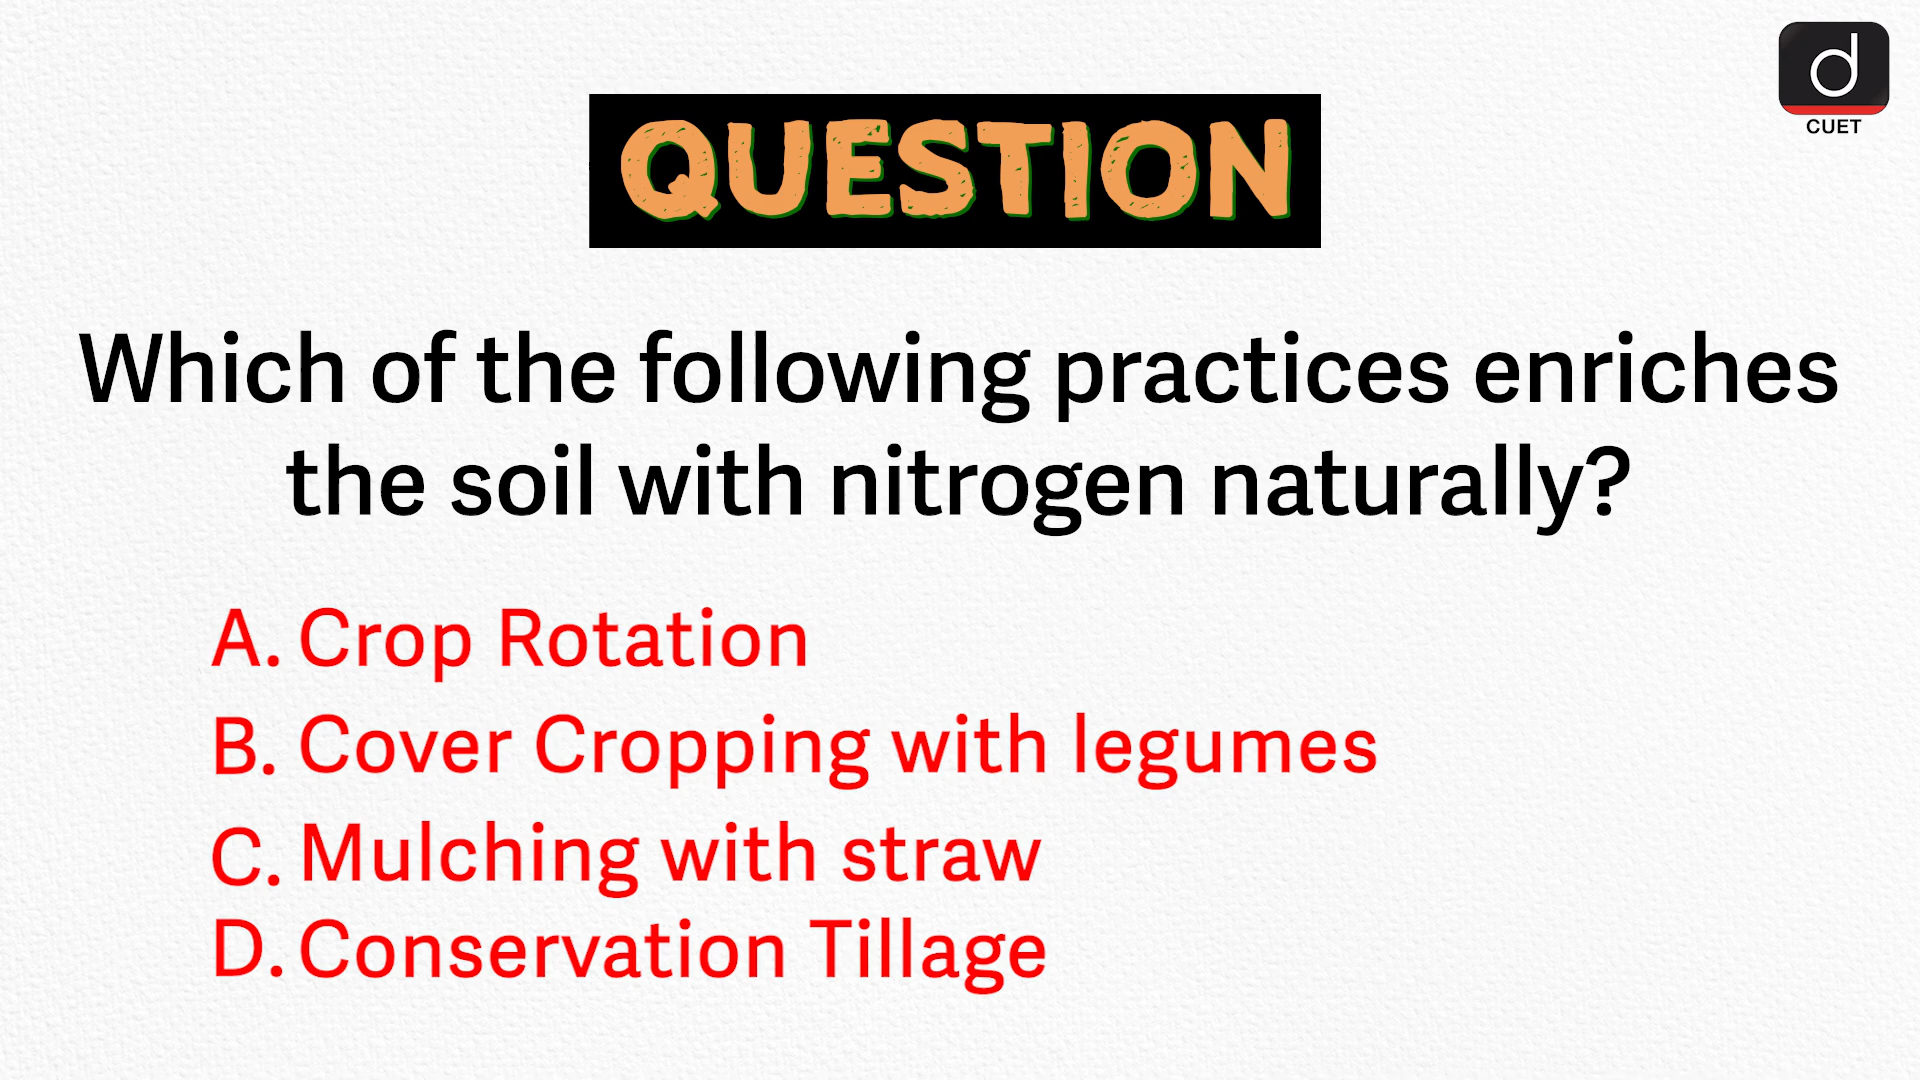 d
CUET
QUESTION
Which of the following practices enriches
the soil with nitrogen naturally?
A. Crop Rotation
B. Cover Cropping with legumes
C. Mulching with straw
D. Conservation Tillage